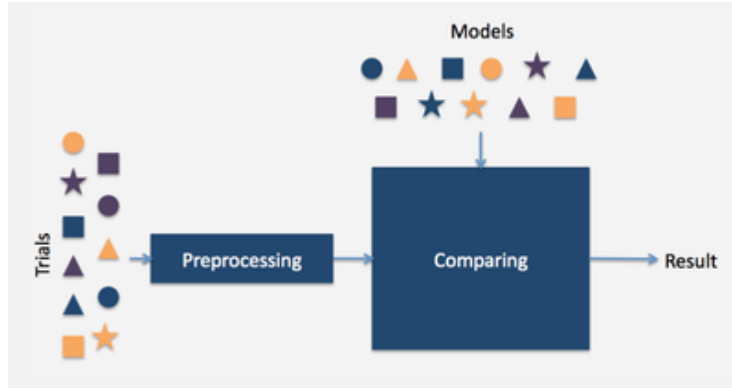 Models
Trials
Preprocessing
Comparing
Result